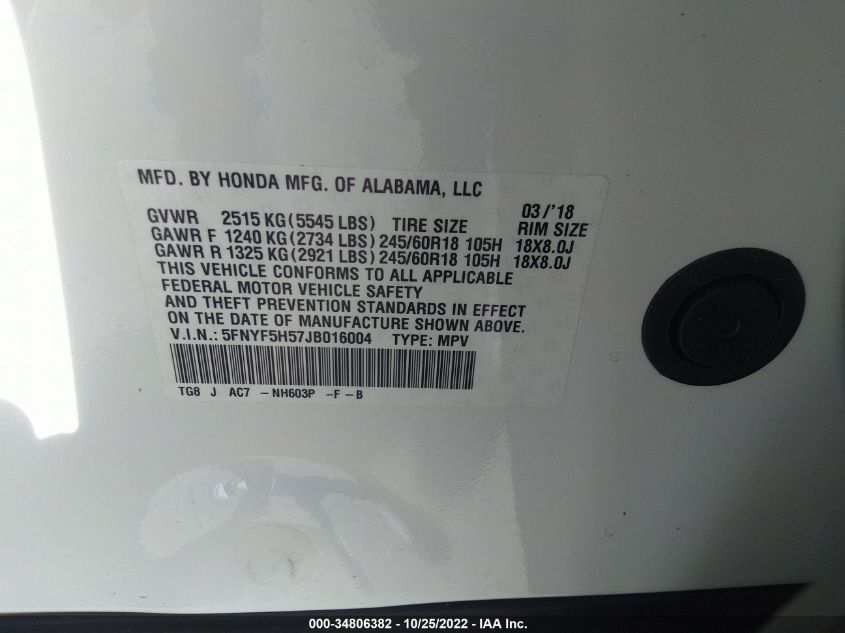 MFD. BY HONDA MFG. OF ALABAMA, LLC
03/'18
GVWR 2515 KG (5545 LBS) TIRE SIZE RIM SIZE
GAWR F 1240 KG (2734 LBS) 245/60R18 105H 18X8.0J
GAWR R 1325 KG (2921 LBS) 245/60R18 105H 18X8.0J
THIS VEHICLE CONFORMS TO ALL APPLICABLE
FEDERAL MOTOR VEHICLE SAFETY
AND THEFT PREVENTION STANDARDS IN EFFECT
ON THE DATE OF MANUFACTURE SHOWN ABOVE.
V.I.N.: 5FNYF5H57JB016004 TYPE: MPV
TG8 J AC7 -NH603P -F-B
000-34806382 - 10/25/2022 - IAA Inc.